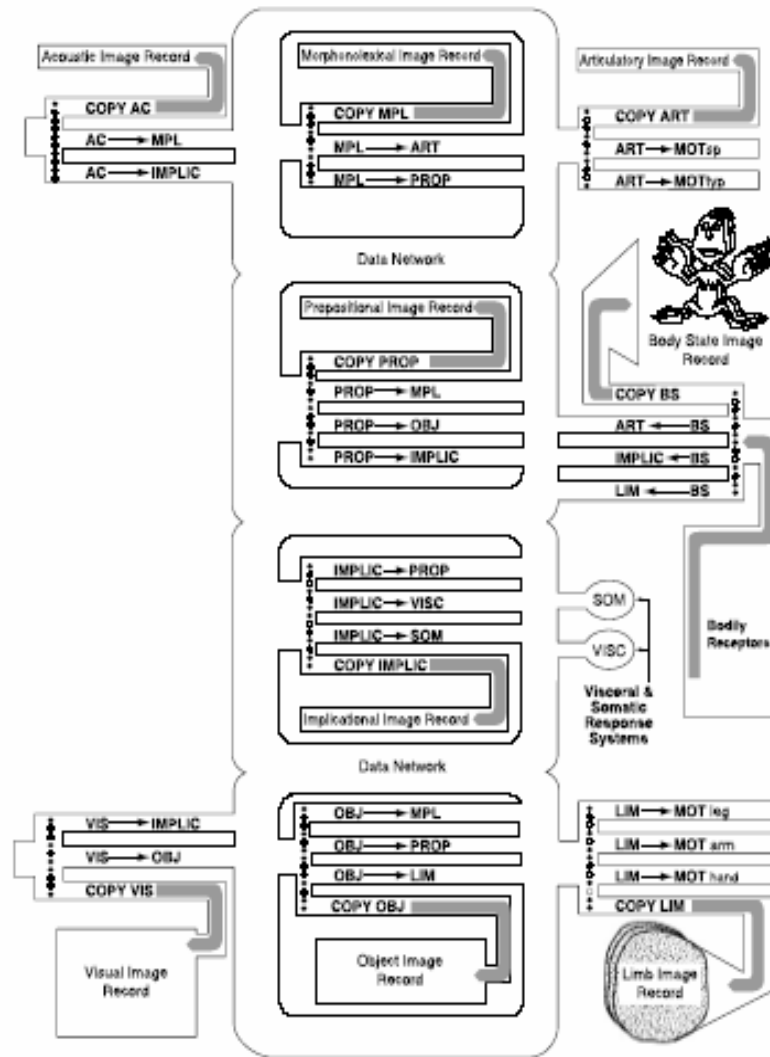 Acoustic Image Record
COPY AC
AC → MPL
AC → IMPLIC
Morphonolexical Image Record
COPY MPL
MPL → ART
MPL → PROP
Articulatory Image Record
COPY ART
ART → MOTsp
ART → MOTtyp
Data Network
Propositional Image Record
COPY PROP
PROP → MPL
PROP → OBJ
PROP → IMPLIC
Body State Image
Record
COPY BS
ART ← BS
IMPLIC ← BS
LIM ← BS
Bodily
Receptors
IMPLIC → PROP
IMPLIC → VISC
IMPLIC → SOM
COPY IMPLIC
Implicational Image Record
SOM
VISC
Visceral &
Somatic
Response
Systems
Data Network
VIS → IMPLIC
VIS → OBJ
COPY VIS
Visual Image
Record
OBJ → MPL
OBJ → PROP
OBJ → LIM
COPY OBJ
Object Image
Record
LIM → MOT leg
LIM → MOT arm
LIM → MOT hand
COPY LIM
Limb Image
Record